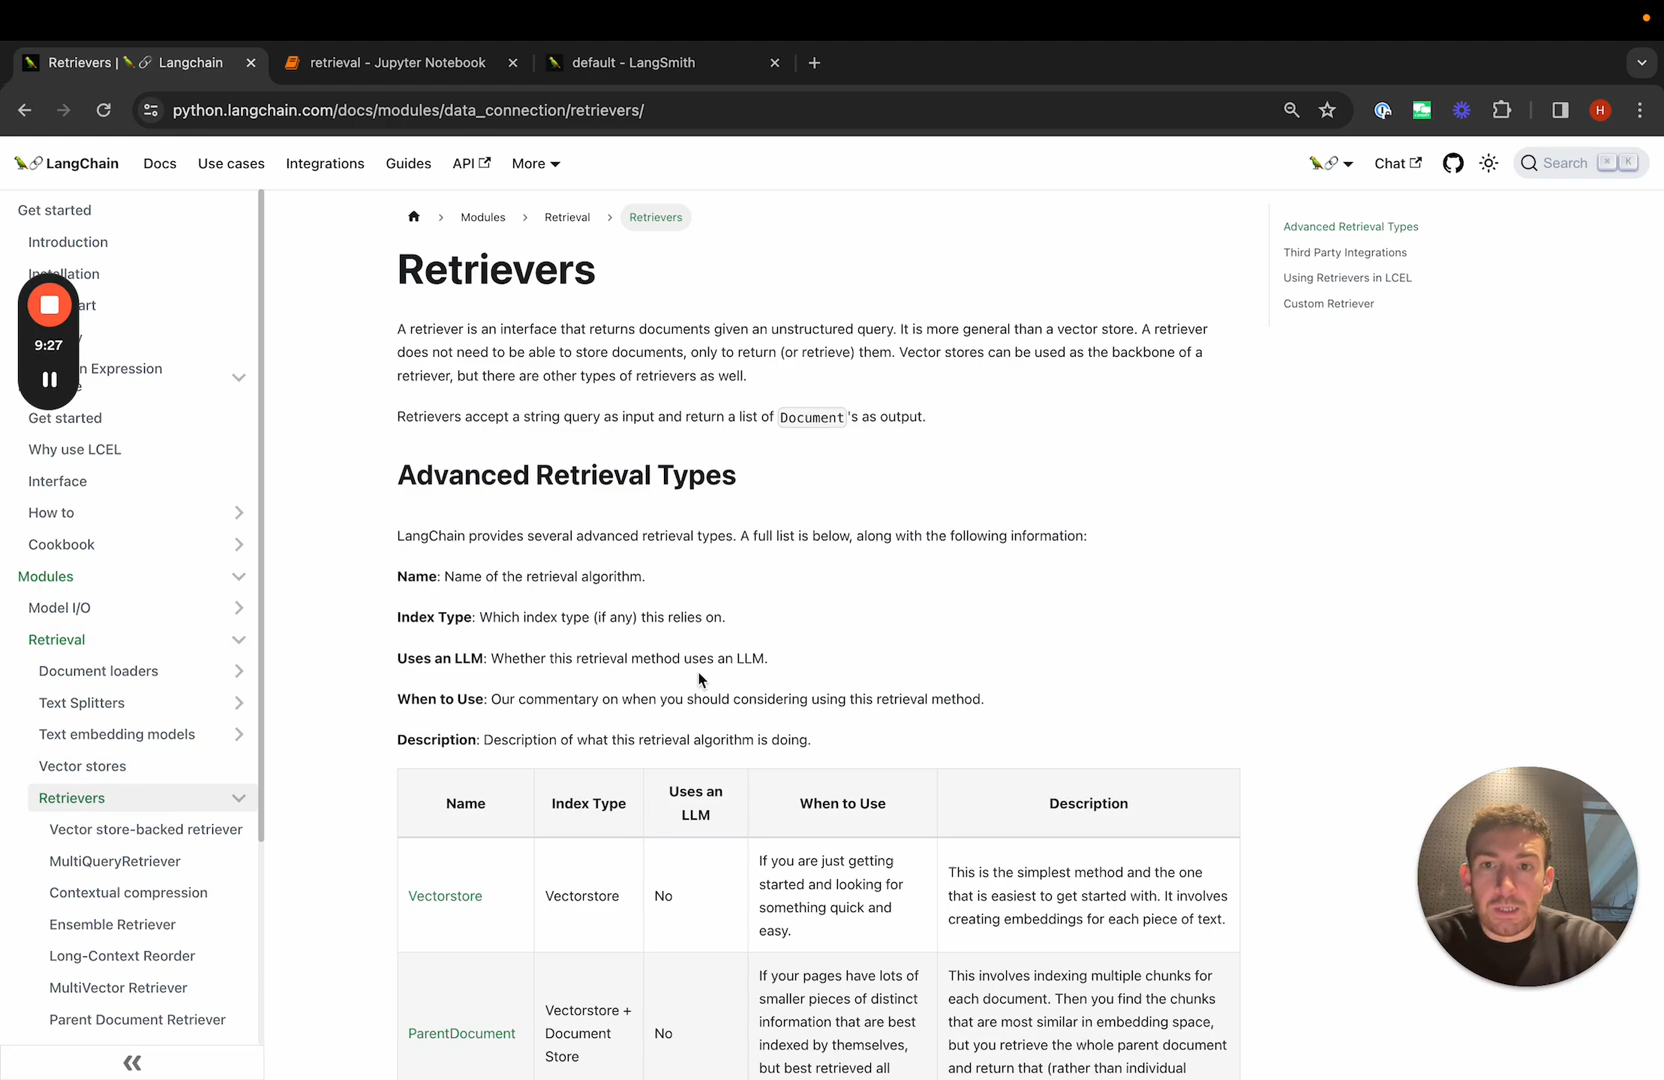 Retrievers | Langchain
retrieval - Jupyter Notebook
default - LangSmith
python.langchain.com/docs/modules/data_connection/retrievers/
H
LangChain
Docs
Use cases
Integrations
Guides
API
More
Chat
Search
K
Get started
Introduction
Installation
art
9:27
n Expression
Get started
Why use LCEL
Interface
How to
Cookbook
Modules
Model I/O
Retrieval
Document loaders
Text Splitters
Text embedding models
Vector stores
Retrievers
Vector store-backed retriever
MultiQueryRetriever
Contextual compression
Ensemble Retriever
Long-Context Reorder
MultiVector Retriever
Parent Document Retriever
Modules
Retrieval
Retrievers
Retrievers
A retriever is an interface that returns documents given an unstructured query. It is more general than a vector store. A retriever
does not need to be able to store documents, only to return (or retrieve) them. Vector stores can be used as the backbone of a
retriever, but there are other types of retrievers as well.
Retrievers accept a string query as input and return a list of Document's as output.
Advanced Retrieval Types
LangChain provides several advanced retrieval types. A full list is below, along with the following information:
Name: Name of the retrieval algorithm.
Index Type: Which index type (if any) this relies on.
Uses an LLM: Whether this retrieval method uses an LLM.
When to Use: Our commentary on when you should considering using this retrieval method.
Description: Description of what this retrieval algorithm is doing.
Name
Index Type
Uses an
LLM
When to Use
Description
Vectorstore
Vectorstore
No
If you are just getting
started and looking for
something quick and
easy.
This is the simplest method and the one
that is easiest to get started with. It involves
creating embeddings for each piece of text.
ParentDocument
Vectorstore +
Document
Store
No
If your pages have lots of
smaller pieces of distinct
information that are best
indexed by themselves,
but best retrieved all
This involves indexing multiple chunks for
each document. Then you find the chunks
that are most similar in embedding space,
but you retrieve the whole parent document
and return that (rather than individual
Advanced Retrieval Types
Third Party Integrations
Using Retrievers in LCEL
Custom Retriever